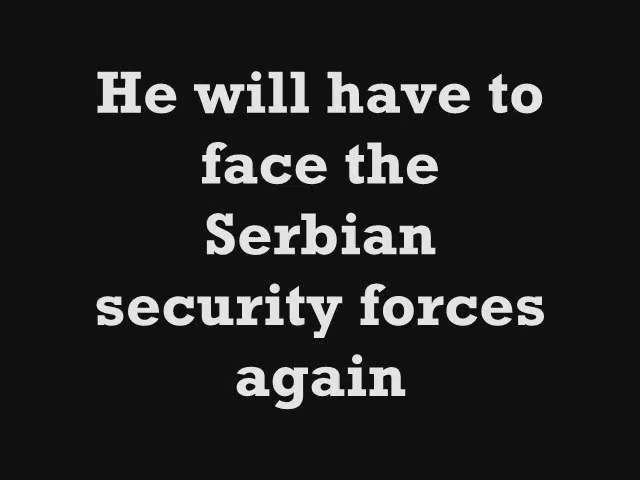 He will have to
face the
Serbian
security forces
again